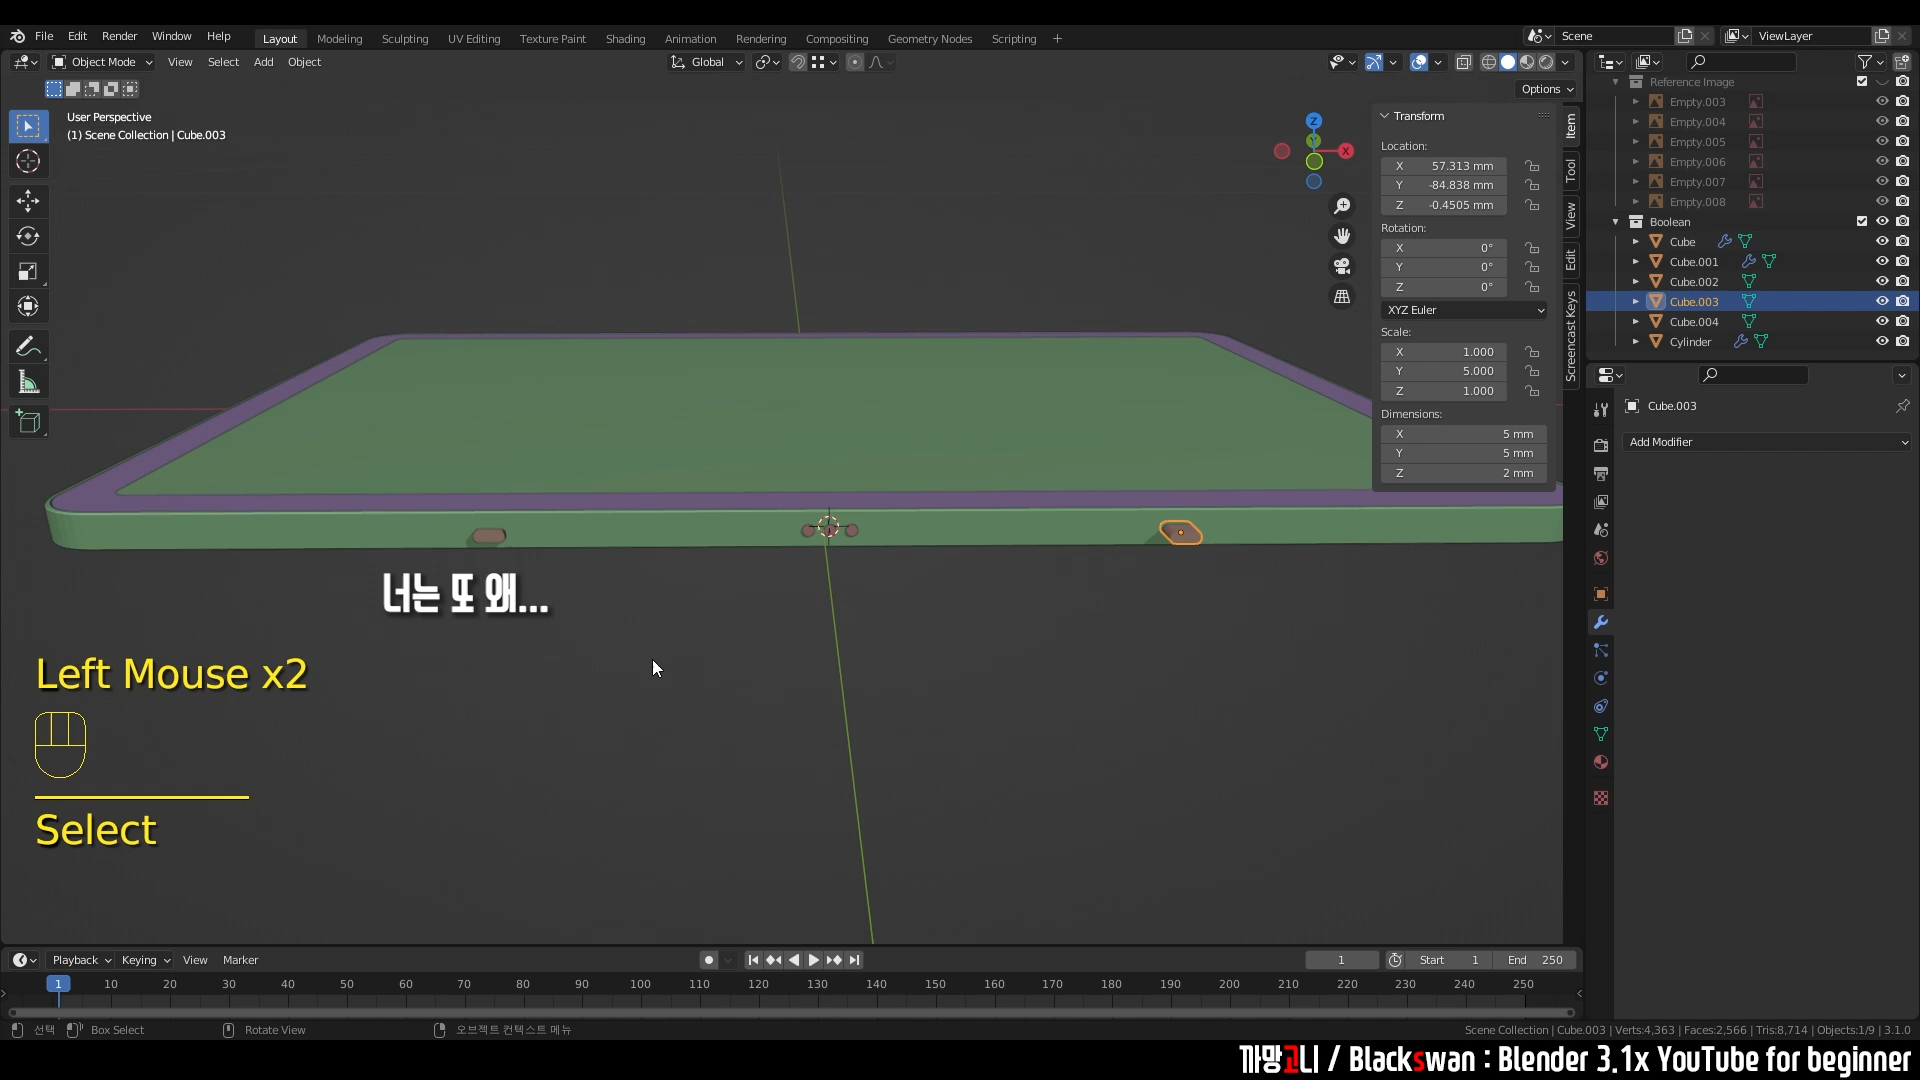 File Edit Render Window Help Layout Modeling Sculpting UV Editing Texture Paint Shading Animation Rendering Compositing Geometry Nodes Scripting + Scene ViewLayer
Object Mode View Select Add Object Global
Options
User Perspective
(1) Scene Collection | Cube.003
Z
Y
X
Transform
Location:
X 57.313 mm
Y -84.838 mm
Z -0.4505 mm
Rotation:
X 0°
Y 0°
Z 0°
XYZ Euler
Scale:
X 1.000
Y 5.000
Z 1.000
Dimensions:
X 5 mm
Y 5 mm
Z 2 mm
Item
Tool
View
Edit
Screencast Keys
Reference Image
Empty.003
Empty.004
Empty.005
Empty.006
Empty.007
Empty.008
Boolean
Cube
Cube.001
Cube.002
Cube.003
Cube.004
Cylinder
Cube.003
Add Modifier
너는 또 왜...
Left Mouse x2
Select
Playback Keying View Marker 1 Start 1 End 250
1 10 20 30 40 50 60 70 80 90 100 110 120 130 140 150 160 170 180 190 200 210 220 230 240 250
선택 Box Select Rotate View 오브젝트 컨텍스트 메뉴 Scene Collection | Cube.003 | Verts:4,363 | Faces:2,566 | Tris:8,714 | Objects:1/9 | 3.1.0
까망고니 / Blackswan : Blender 3.1x YouTube for beginner